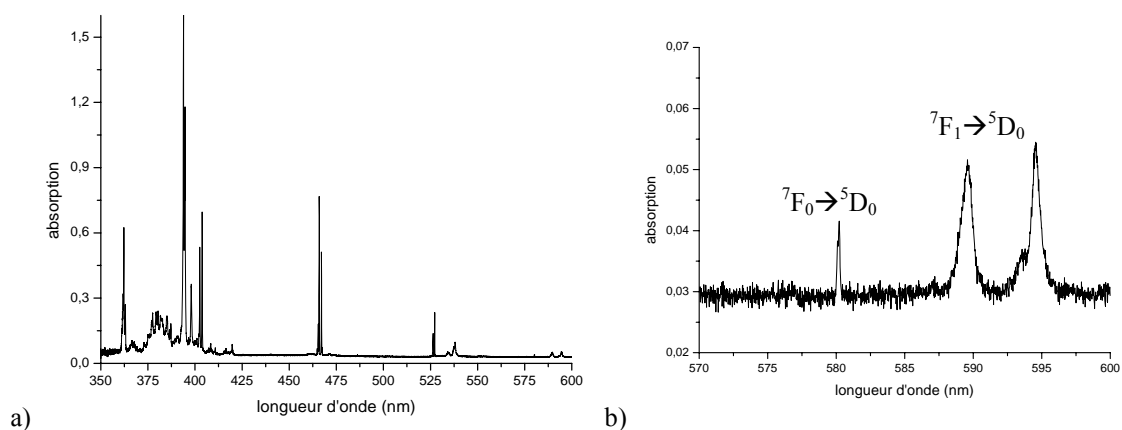 1,5
1,2
0,9
0,6
0,3
0,0
absorption
350 375 400 425 450 475 500 525 550 575 600
longueur d'onde (nm)
a)
0,07
0,06
0,05
0,04
0,03
0,02
absorption
⁷F₁→⁵D₀
⁷F₀→⁵D₀
570 575 580 585 590 595 600
longueur d'onde (nm)
b)